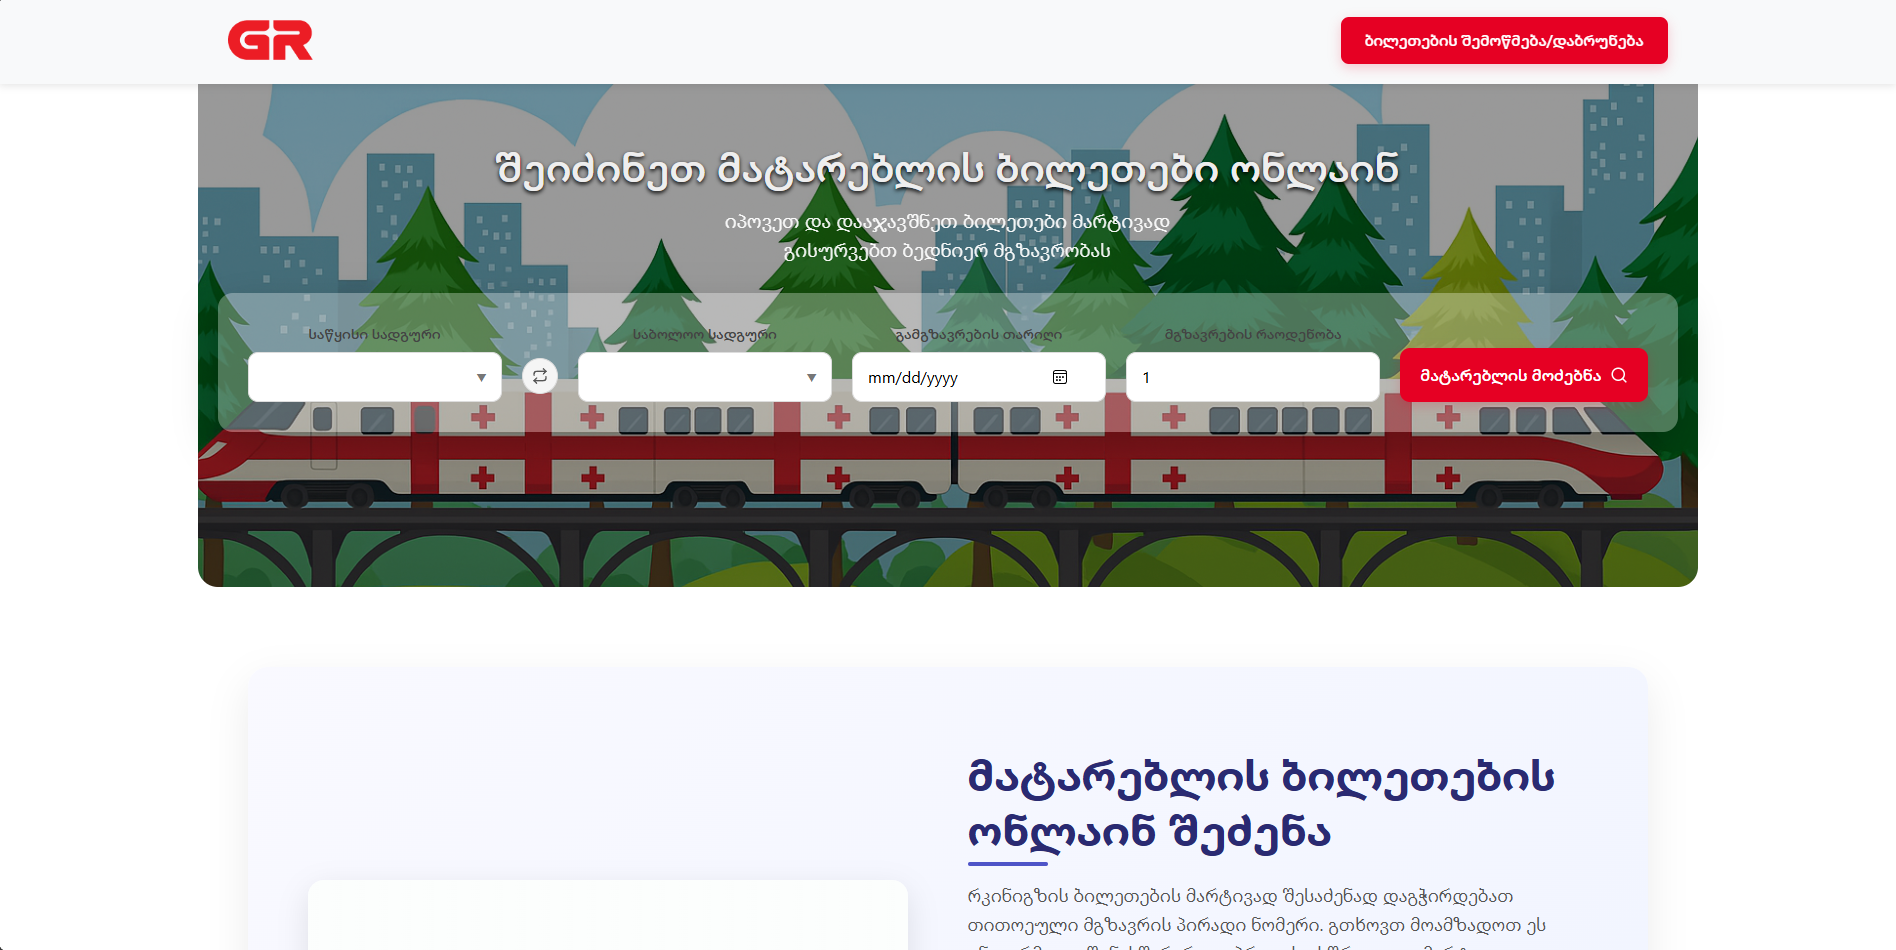 GR
ბილეთების შემოწმება/დაბრუნება
შეიძინეთ მატარებლის ბილეთები ონლაინ
იპოვეთ და დააჯავშნეთ ბილეთები მარტივად
გისურვებთ ბედნიერ მგზავრობას
საწყისი სადგური
საბოლოო სადგური
გამგზავრების თარიღი
მგზავრების რაოდენობა
mm/dd/yyyy
1
მატარებლის მოძებნა
მატარებლის ბილეთების
ონლაინ შეძენა
რკინიგზის ბილეთების მარტივად შესაძენად დაგჭირდებათ
თითოეული მგზავრის პირადი ნომერი. გთხოვთ მოამზადოთ ეს